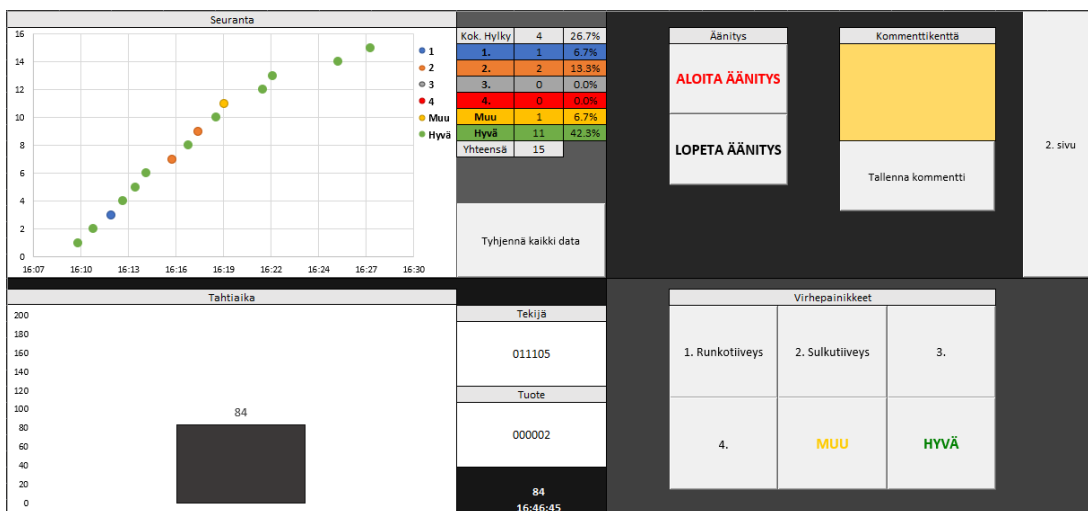 Seuranta
16
14
12
10
8
6
4
2
0
16:07 16:10 16:13 16:16 16:19 16:22 16:24 16:27 16:30
1
2
3
4
Muu
Hyvä
Kok. Hylky 4 26.7%
1. 1 6.7%
2. 2 13.3%
3. 0 0.0%
4. 0 0.0%
Muu 1 6.7%
Hyvä 11 42.3%
Yhteensä 15
Tyhjennä kaikki data
Äänitys
ALOITA ÄÄNITYS
LOPETA ÄÄNITYS
Kommenttikenttä
Tallenna kommentti
2. sivu
Tahtiaika
200
180
160
140
120
100
80
60
40
20
0
84
Tekijä
011105
Tuote
000002
84
16:46:45
Virhepainikkeet
1. Runkotiiveys 2. Sulkutiiveys 3.
4. MUU HYVÄ